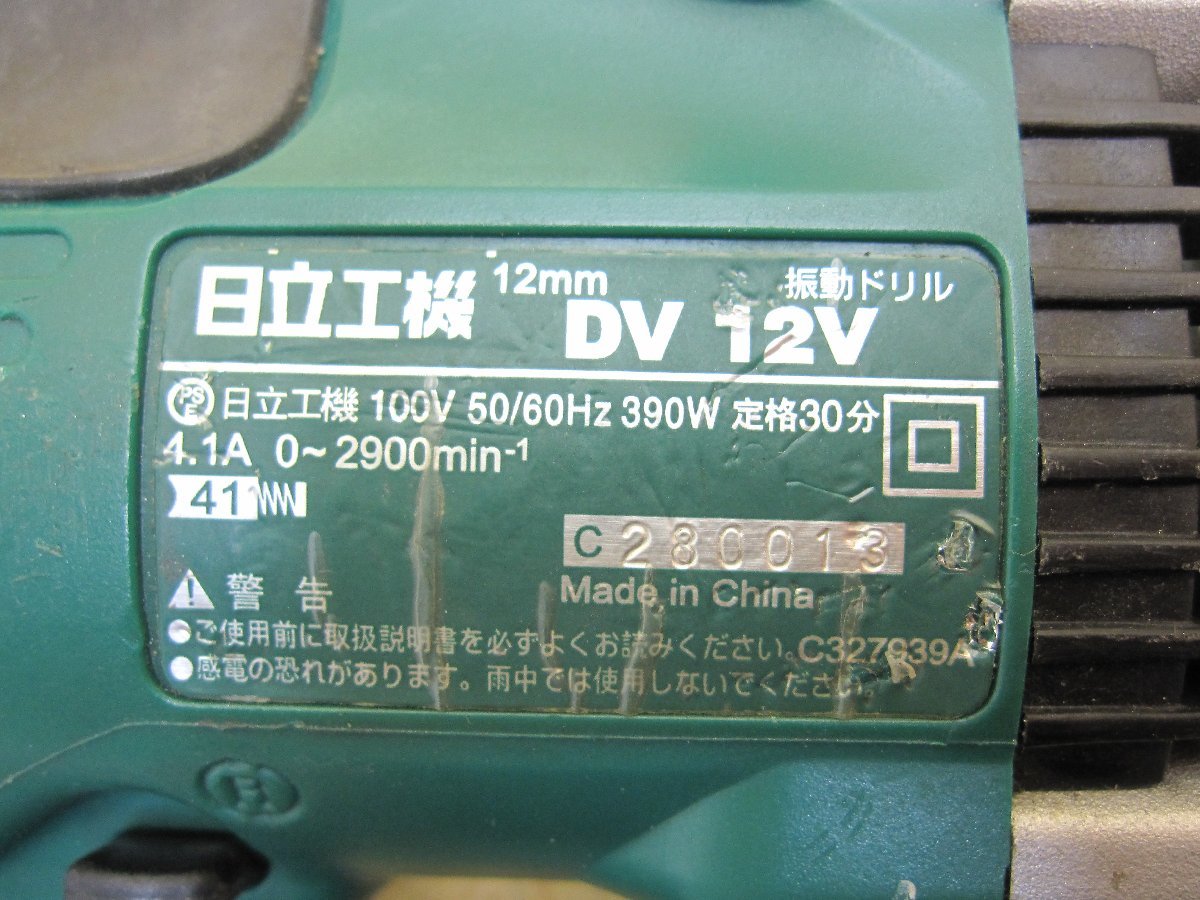 日立工機 12mm 振動ドリル
DV 12V
PS E 日立工機 100V 50/60Hz 390W 定格30分
4.1A 0~2900min-1
41
C 280013
Made in China
警告
●ご使用前に取扱説明書を必ずよくお読みください。C327939A
●感電の恐れがあります。雨中では使用しないでください。